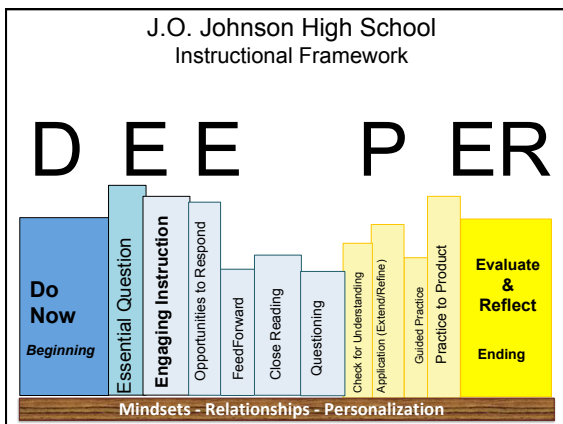 J.O. Johnson High School
Instructional Framework
D E E P ER
Do
Now
Beginning
Essential Question
Engaging Instruction
Opportunities to Respond
FeedForward
Close Reading
Questioning
Check for Understanding
Application (Extend/Refine)
Guided Practice
Practice to Product
Evaluate
&
Reflect
Ending
Mindsets - Relationships - Personalization